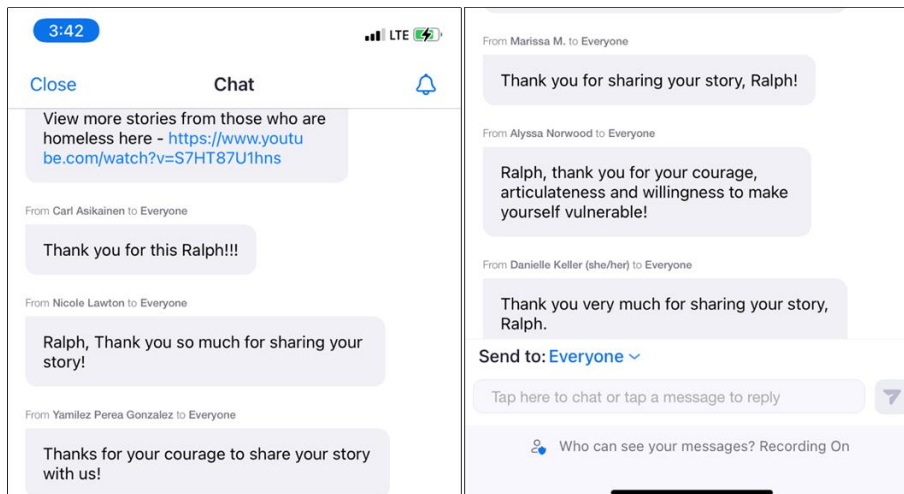 3:42
LTE
Close
Chat
View more stories from those who are
homeless here - https://www.youtu
be.com/watch?v=S7HT87U1hns
From Carl Asikainen to Everyone
Thank you for this Ralph!!!
From Nicole Lawton to Everyone
Ralph, Thank you so much for sharing your
story!
From Yamilez Perea Gonzalez to Everyone
Thanks for your courage to share your story
with us!
From Marissa M. to Everyone
Thank you for sharing your story, Ralph!
From Alyssa Norwood to Everyone
Ralph, thank you for your courage,
articulateness and willingness to make
yourself vulnerable!
From Danielle Keller (she/her) to Everyone
Thank you very much for sharing your story,
Ralph.
Send to: Everyone
Tap here to chat or tap a message to reply
Who can see your messages? Recording On